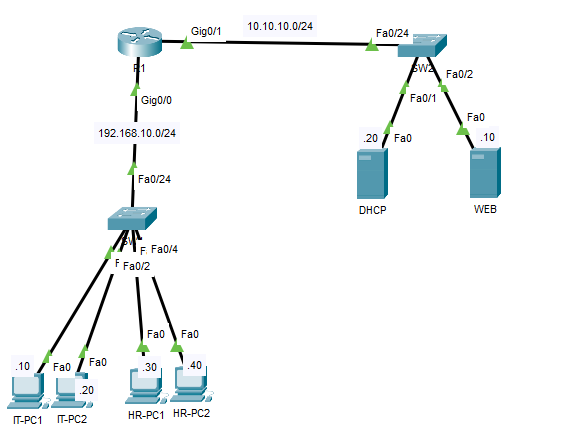 10.10.10.0/24
Gig0/1
Fa0/24
R1
SW2
Fa0/2
Gig0/0
Fa0/1
Fa0
.20
Fa0
.10
192.168.10.0/24
DHCP
WEB
Fa0/24
Fa0/4
Fa0/2
Fa0
Fa0
.10
Fa0
Fa0
.20
.30
.40
IT-PC1
IT-PC2
HR-PC1
HR-PC2